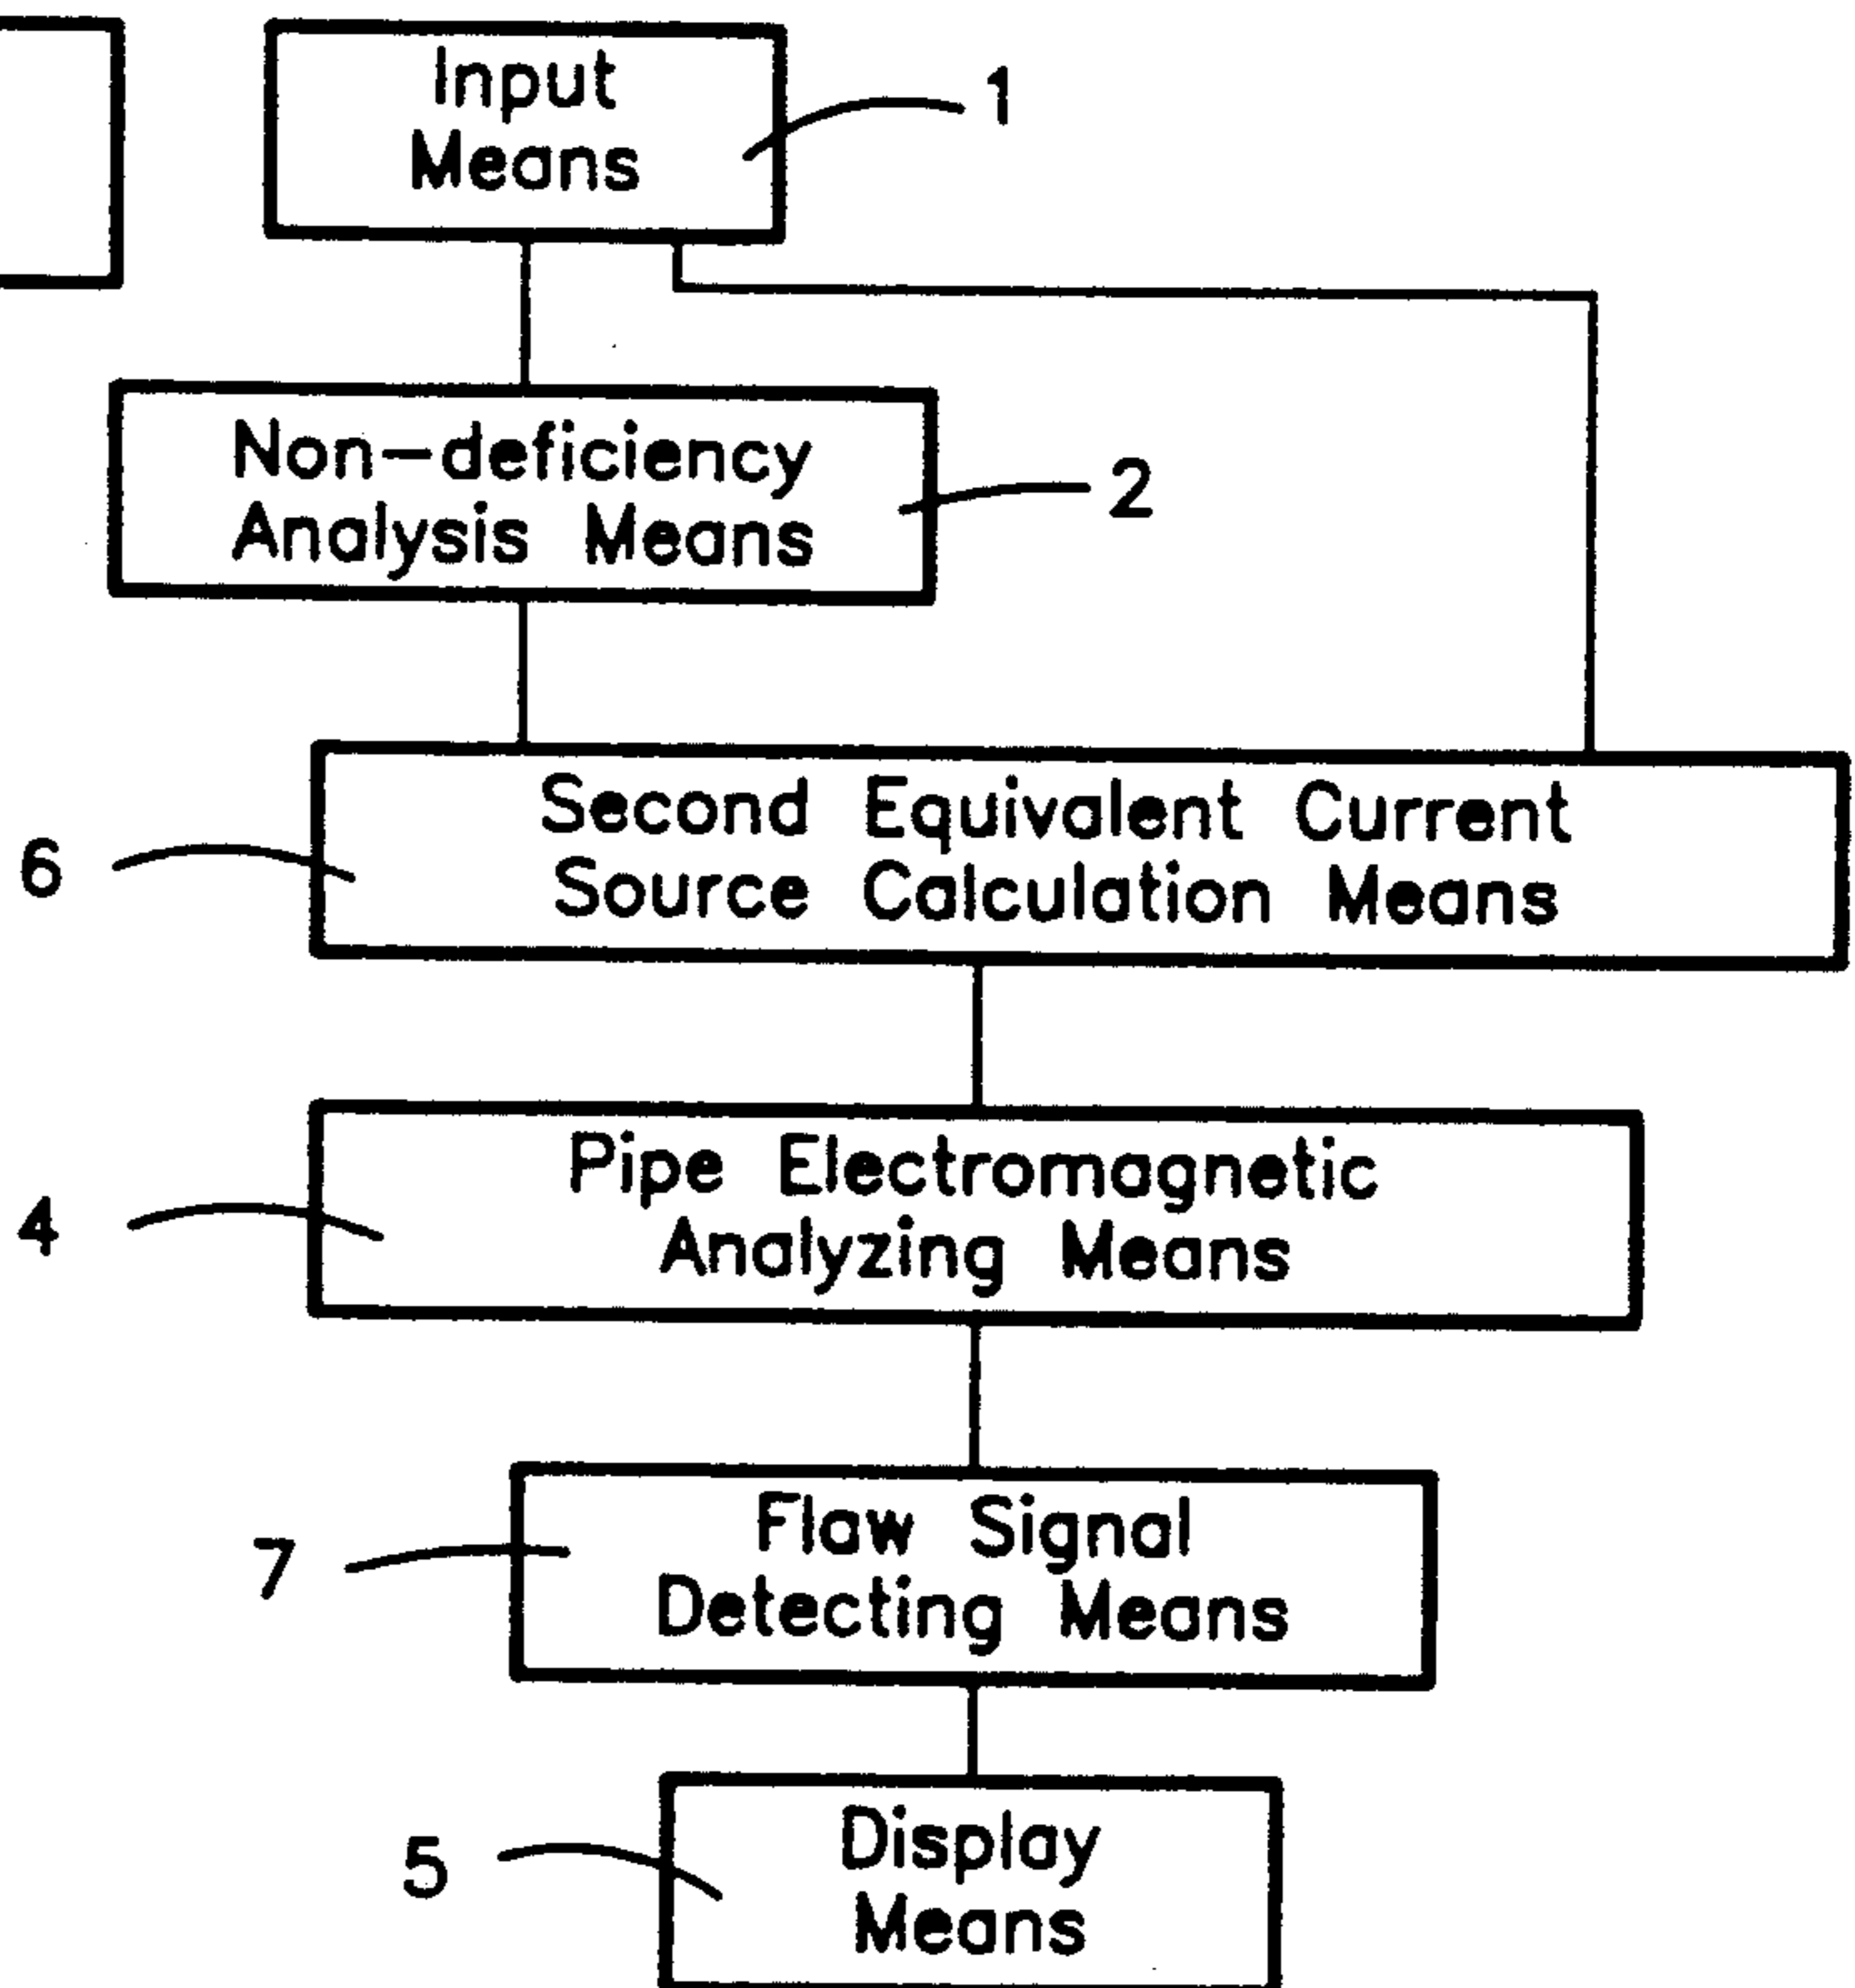 Input
Means
1
Non-deficiency
Analysis Means
2
Second Equivalent Current
Source Calculation Means
6
Pipe Electromagnetic
Analyzing Means
4
Flaw Signal
Detecting Means
7
Display
Means
5